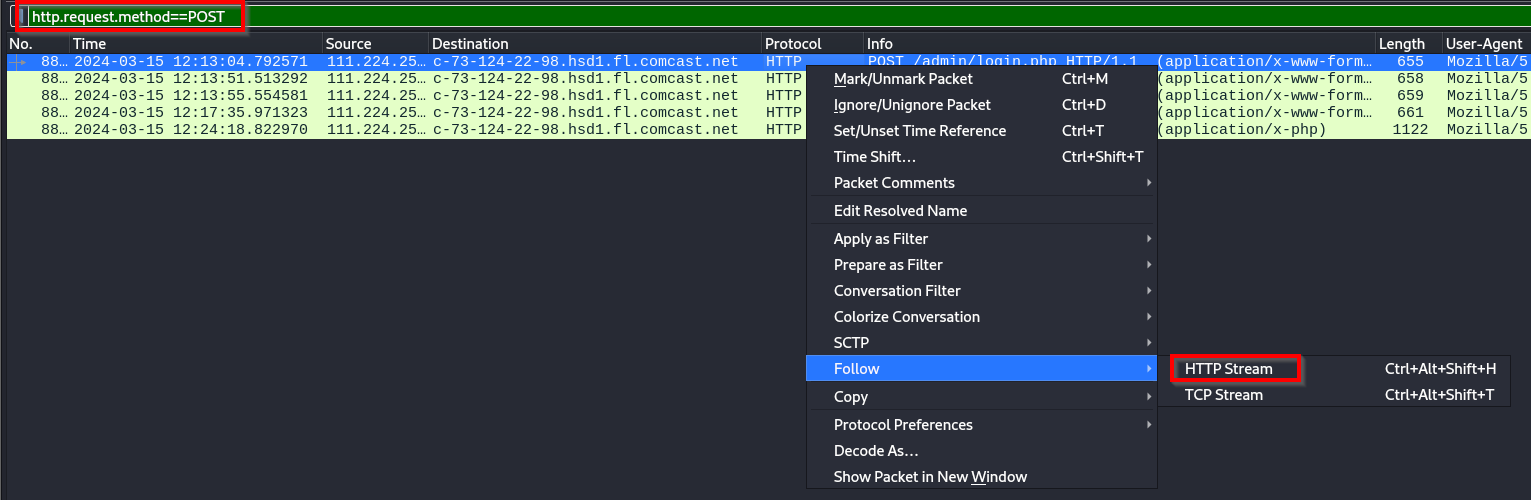 http.request.method==POST
No. Time Source Destination Protocol Info Length User-Agent
88… 2024-03-15 12:13:04.792571 111.224.25… c-73-124-22-98.hsd1.fl.comcast.net HTTP POST /admin/login.php HTTP/1.1 (application/x-www-form… 655 Mozilla/5
88… 2024-03-15 12:13:51.513292 111.224.25… c-73-124-22-98.hsd1.fl.comcast.net HTTP (application/x-www-form… 658 Mozilla/5
88… 2024-03-15 12:13:55.554581 111.224.25… c-73-124-22-98.hsd1.fl.comcast.net HTTP (application/x-www-form… 659 Mozilla/5
88… 2024-03-15 12:17:35.971323 111.224.25… c-73-124-22-98.hsd1.fl.comcast.net HTTP (application/x-www-form… 661 Mozilla/5
88… 2024-03-15 12:24:18.822970 111.224.25… c-73-124-22-98.hsd1.fl.comcast.net HTTP (application/x-php) 1122 Mozilla/5
Mark/Unmark Packet Ctrl+M
Ignore/Unignore Packet Ctrl+D
Set/Unset Time Reference Ctrl+T
Time Shift… Ctrl+Shift+T
Packet Comments
Edit Resolved Name
Apply as Filter
Prepare as Filter
Conversation Filter
Colorize Conversation
SCTP
Follow
HTTP Stream Ctrl+Alt+Shift+H
TCP Stream Ctrl+Alt+Shift+T
Copy
Protocol Preferences
Decode As…
Show Packet in New Window